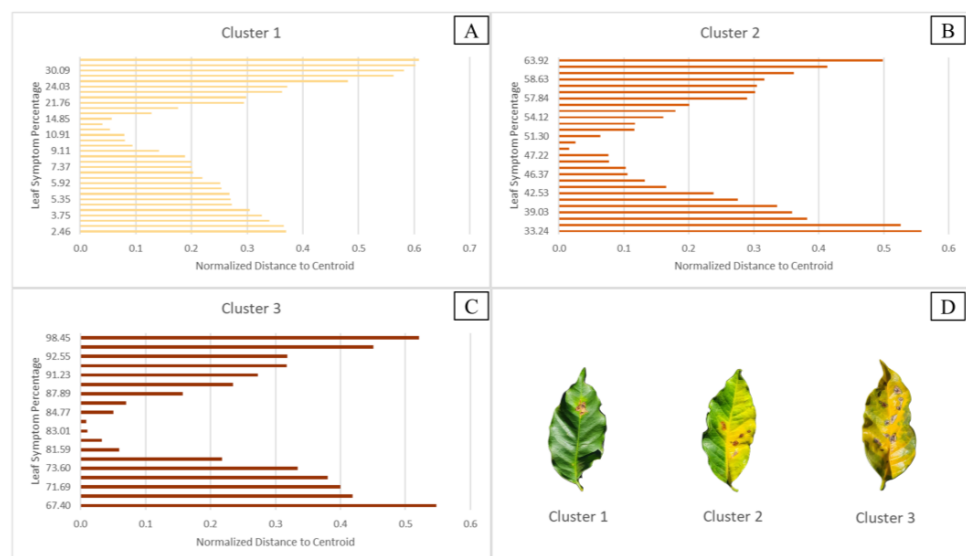 Cluster 1
A
Leaf Symptom Percentage
30.09
24.03
21.76
14.85
10.91
9.11
7.37
5.92
5.35
3.75
2.46
0.0 0.1 0.2 0.3 0.4 0.5 0.6 0.7
Normalized Distance to Centroid
Cluster 2
B
Leaf Symptom Percentage
63.92
58.63
57.84
54.12
51.30
47.22
46.37
42.53
39.03
33.24
0.0 0.1 0.2 0.3 0.4 0.5 0.6
Normalized Distance to Centroid
Cluster 3
C
Leaf Symptom Percentage
98.45
92.55
91.23
87.89
84.77
83.01
81.59
73.60
71.69
67.40
0.0 0.1 0.2 0.3 0.4 0.5 0.6
Normalized Distance to Centroid
D
Cluster 1 Cluster 2 Cluster 3